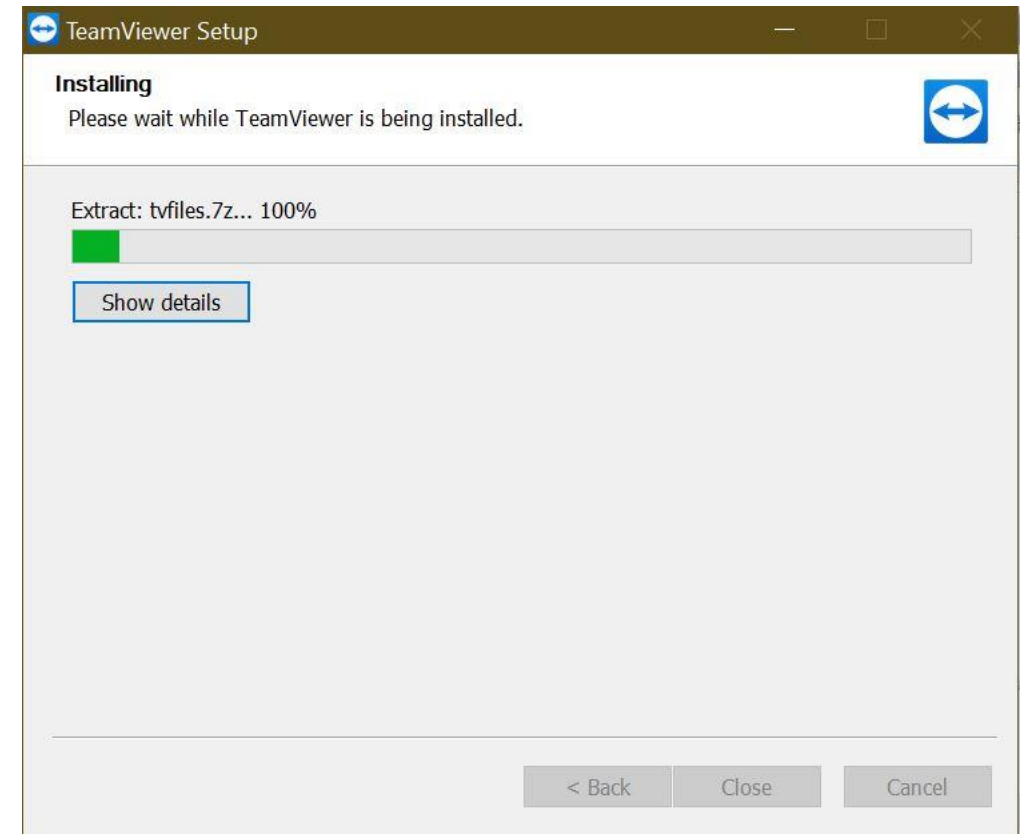 TeamViewer Setup
Installing
Please wait while TeamViewer is being installed.
Extract: tvfiles.7z... 100%
Show details
< Back Close Cancel